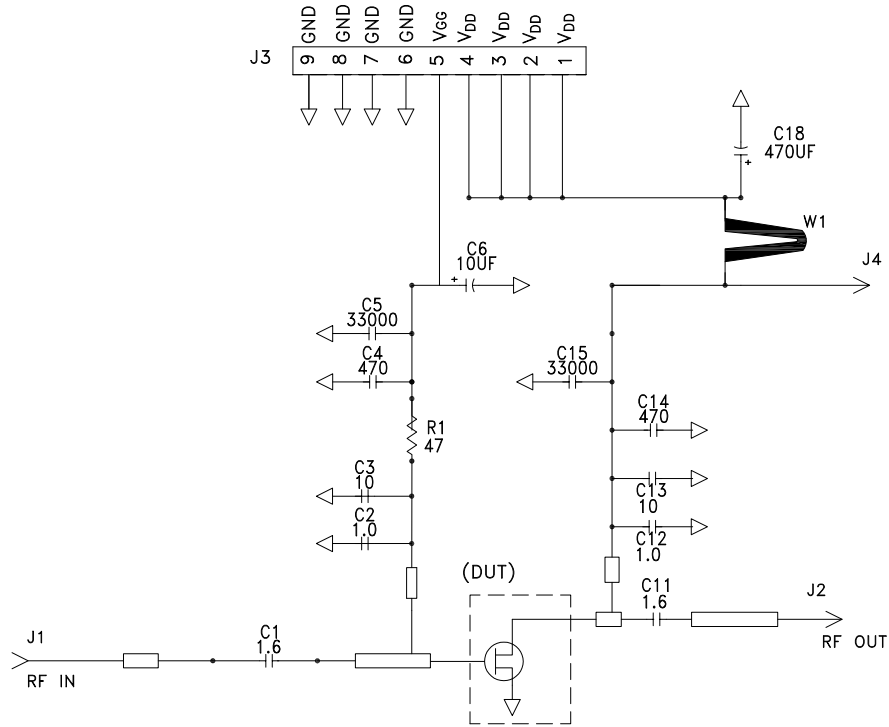 GND
GND
GND
GND
VGG
VDD
VDD
VDD
VDD
J3
9
8
7
6
5
4
3
2
1
C18
470UF
+
W1
J4
C6
10UF
+
C5
33000
C4
470
C15
33000
C14
470
R1
47
C3
10
C13
10
C2
1.0
C12
1.0
(DUT)
C11
1.6
J2
RF OUT
J1
C1
1.6
RF IN